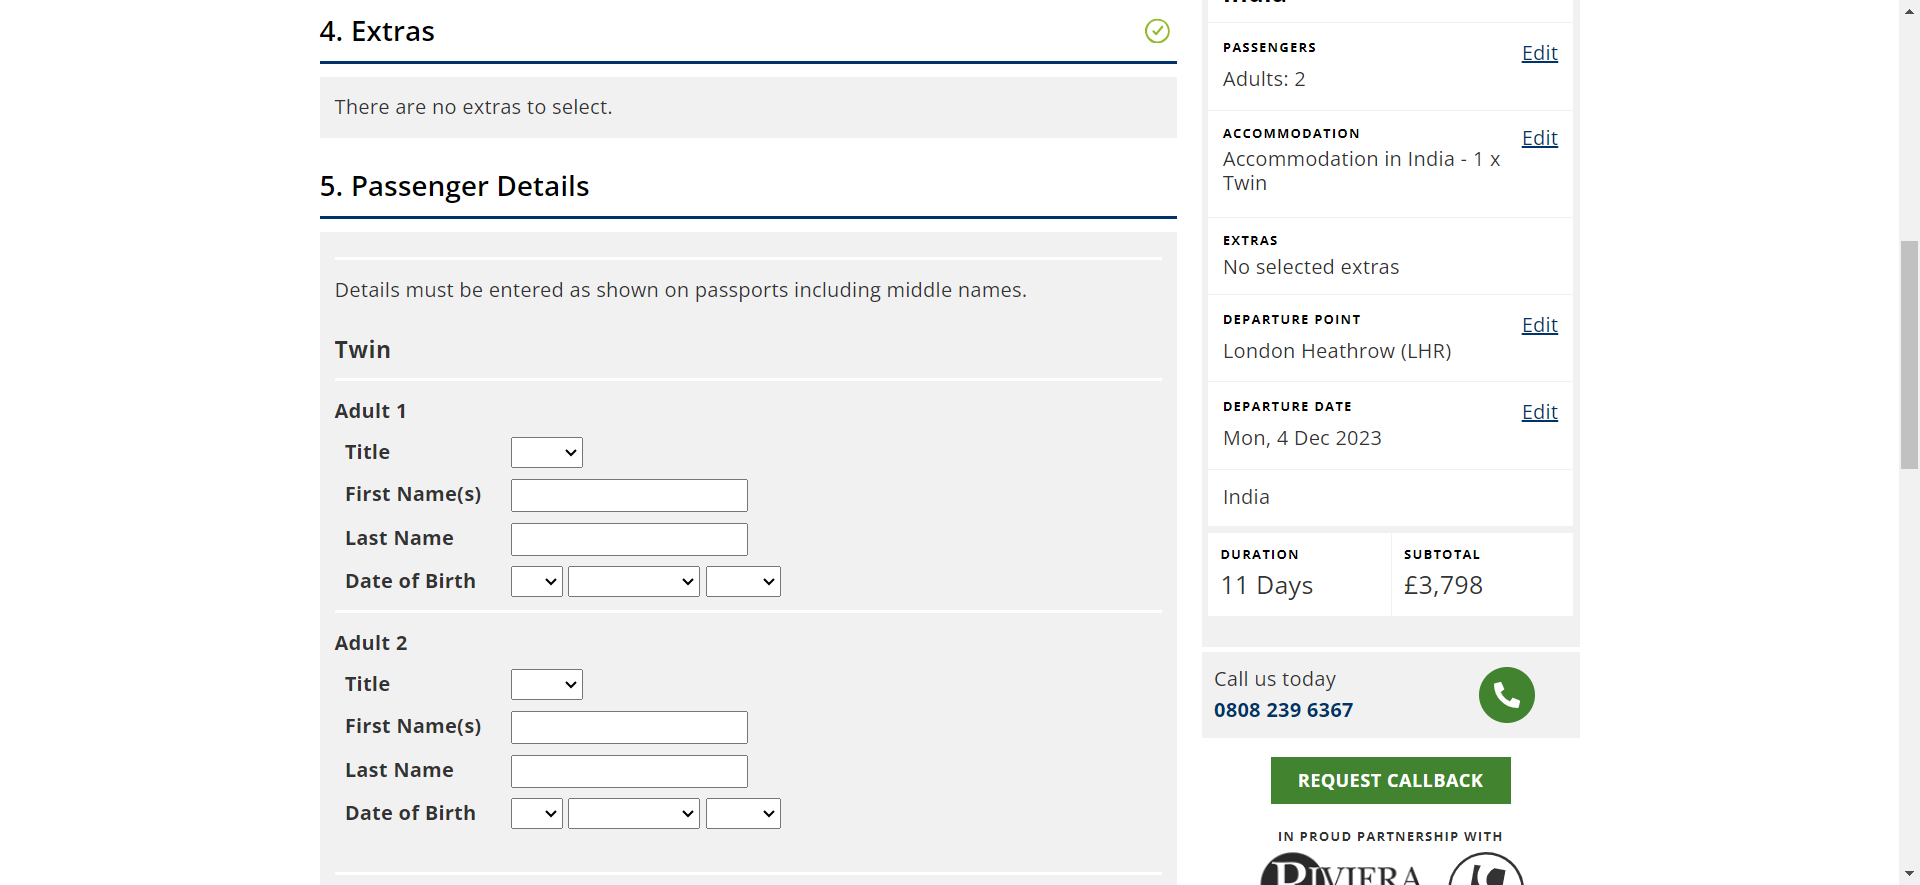 4. Extras
There are no extras to select.
5. Passenger Details
Details must be entered as shown on passports including middle names.
Twin
Adult 1
Title
First Name(s)
Last Name
Date of Birth
Adult 2
Title
First Name(s)
Last Name
Date of Birth
India
PASSENGERS
Edit
Adults: 2
ACCOMMODATION
Edit
Accommodation in India - 1 x
Twin
EXTRAS
No selected extras
DEPARTURE POINT
Edit
London Heathrow (LHR)
DEPARTURE DATE
Edit
Mon, 4 Dec 2023
India
DURATION
11 Days
SUBTOTAL
£3,798
Call us today
0808 239 6367
REQUEST CALLBACK
IN PROUD PARTNERSHIP WITH
RIVIERA